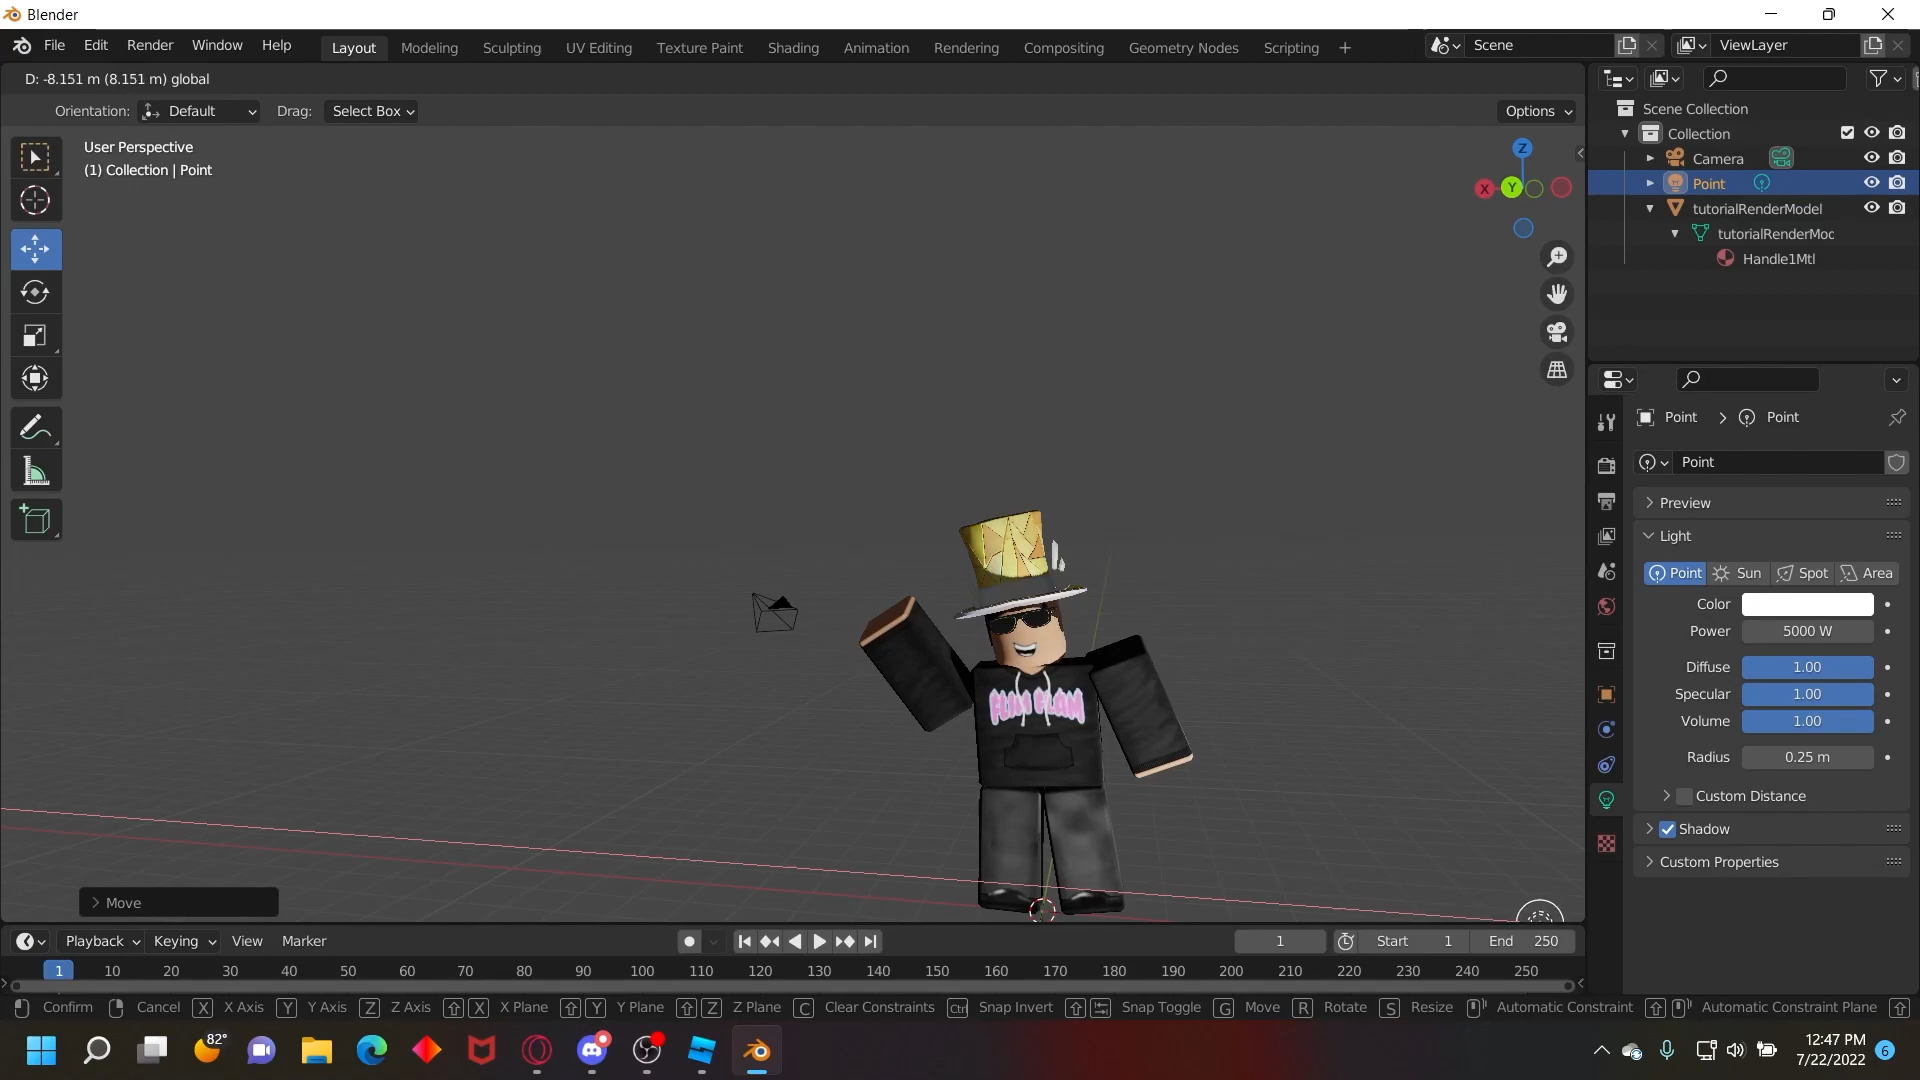 Blender
File Edit Render Window Help Layout Modeling Sculpting UV Editing Texture Paint Shading Animation Rendering Compositing Geometry Nodes Scripting + Scene ViewLayer
D: -8.151 m (8.151 m) global
Orientation: Default Drag: Select Box Options
User Perspective
(1) Collection | Point
Z
X Y
Scene Collection
Collection
Camera
Point
tutorialRenderModel
tutorialRenderMoc
Handle1Mtl
Point > Point
Point
Preview
Light
Point Sun Spot Area
Color
Power 5000 W
Diffuse 1.00
Specular 1.00
Volume 1.00
Radius 0.25 m
Custom Distance
Shadow
Custom Properties
FLIM FLAM
Move
Playback Keying View Marker 1 Start 1 End 250
1 10 20 30 40 50 60 70 80 90 100 110 120 130 140 150 160 170 180 190 200 210 220 230 240 250
Confirm Cancel X X Axis Y Y Axis Z Z Axis X X Plane Y Y Plane Z Z Plane C Clear Constraints Ctrl Snap Invert Snap Toggle G Move R Rotate S Resize Automatic Constraint Automatic Constraint Plane
82°
12:47 PM
7/22/2022
6